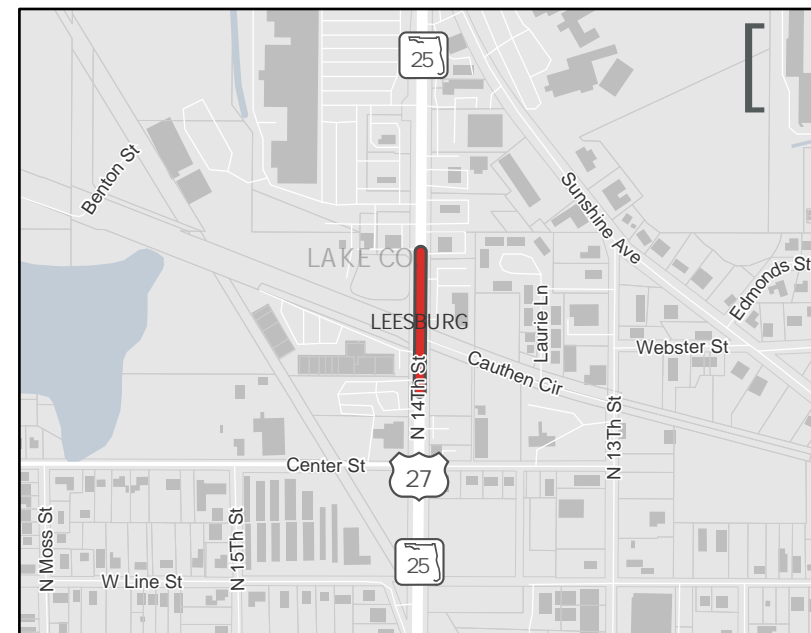 25
Benton St
Sunshine Ave
LAKE CO
Edmonds St
LEESBURG
Laurie Ln
Webster St
Cauthen Cir
N 14Th St
N 13Th St
Center St
27
N Moss St
N 15Th St
25
W Line St